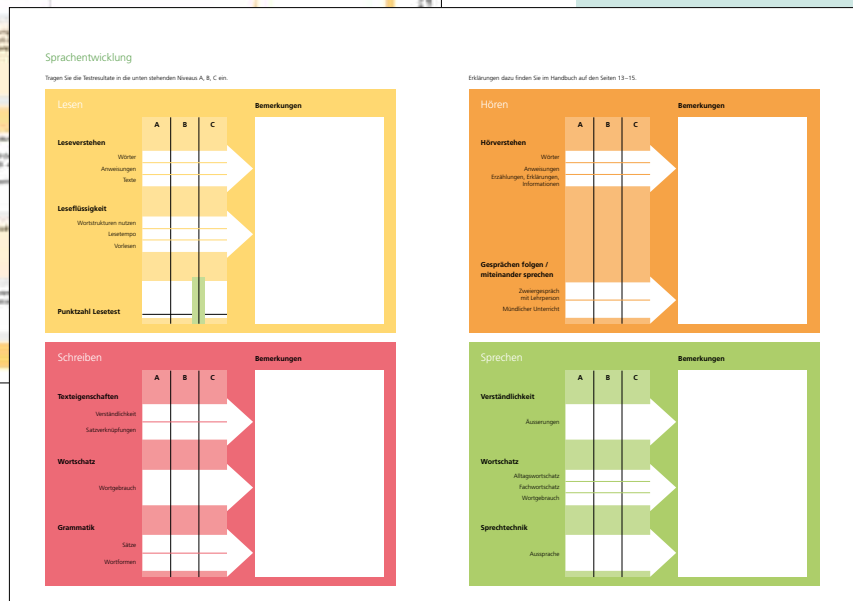 Sprachentwicklung
Tragen Sie die Testresultate in die unten stehenden Niveaus A, B, C ein.
Erklärungen dazu finden Sie im Handbuch auf den Seiten 13–15.
Lesen
Bemerkungen
A B C
Leseverstehen
Wörter
Anweisungen
Texte
Leseflüssigkeit
Wortstrukturen nutzen
Lesetempo
Vorlesen
Punktzahl Lesetest
Hören
Bemerkungen
A B C
Hörverstehen
Wörter
Anweisungen
Erzählungen, Erklärungen,
Informationen
Gesprächen folgen /
miteinander sprechen
Zweiergespräch
mit Lehrperson
Mündlicher Unterricht
Schreiben
Bemerkungen
A B C
Texteigenschaften
Verständlichkeit
Satzverknüpfungen
Wortschatz
Wortgebrauch
Grammatik
Sätze
Wortformen
Sprechen
Bemerkungen
A B C
Verständlichkeit
Äusserungen
Wortschatz
Alltagswortschatz
Fachwortschatz
Wortgebrauch
Sprechtechnik
Aussprache